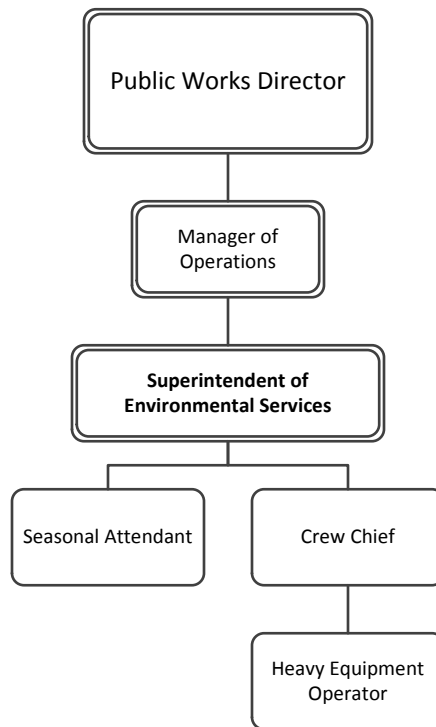 Public Works Director
Manager of
Operations
Superintendent of
Environmental Services
Seasonal Attendant
Crew Chief
Heavy Equipment
Operator